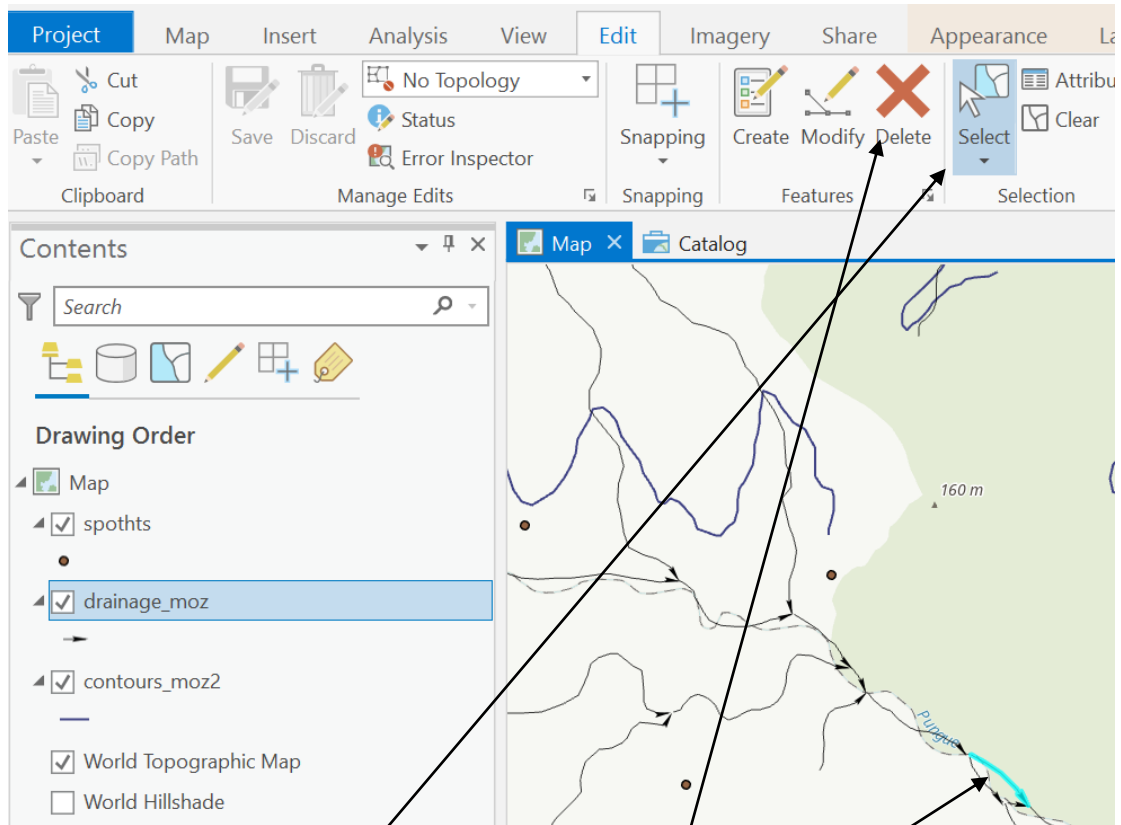 Project Map Insert Analysis View Edit Imagery Share Appearance La
Cut
Copy
Copy Path
Paste
Clipboard
Save Discard
No Topology
Status
Error Inspector
Manage Edits
Snapping
Snapping
Create Modify Delete
Features
Select
Attribu
Clear
Selection
Contents
Search
Drawing Order
Map
spothts
drainage_moz
contours_moz2
World Topographic Map
World Hillshade
Map Catalog
160 m
Pungue